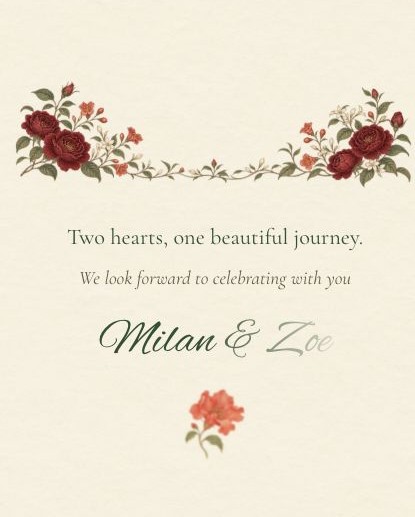 Two hearts, one beautiful journey.
We look forward to celebrating with you
Milan & Zoe